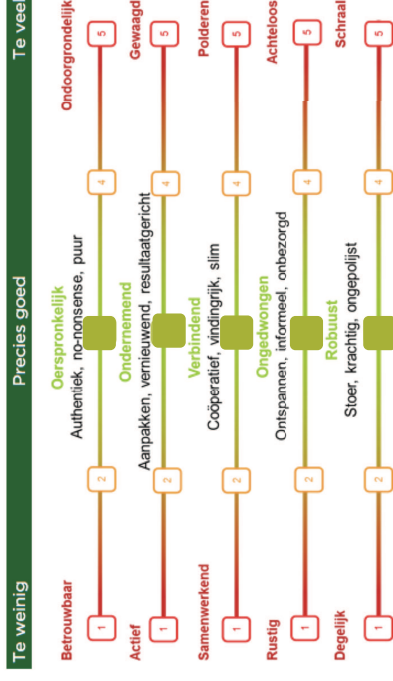 Te weinig Precies goed Te veel
Oerspronkelijk
Betrouwbaar Authentiek, no-nonsense, puur Ondoorgrondelijk
1 2 4 5
Ondernemend
Actief Aanpakken, vernieuwend, resultaatgericht Gewaagd
1 2 4 5
Verbindend
Samenwerkend Coöperatief, vindingrijk, slim Polderen
1 2 4 5
Ongedwongen
Rustig Ontspannen, informeel, onbezorgd Achteloos
1 2 4 5
Robuust
Degelijk Stoer, krachtig, ongepolijst Schraal
1 2 4 5